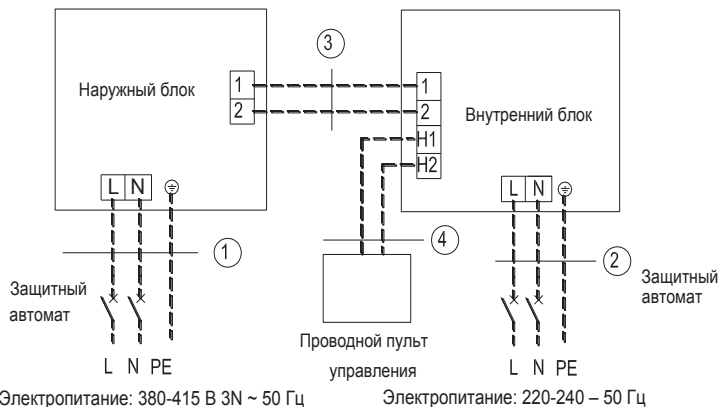 3
Наружный блок
1
2
1
2
H1
H2
Внутренний блок
L N
L N
1
4
2
Защитный
автомат
Защитный
автомат
Проводной пульт
управления
L N PE
L N PE
Электропитание: 380-415 В 3N ~ 50 Гц
Электропитание: 220-240 – 50 Гц